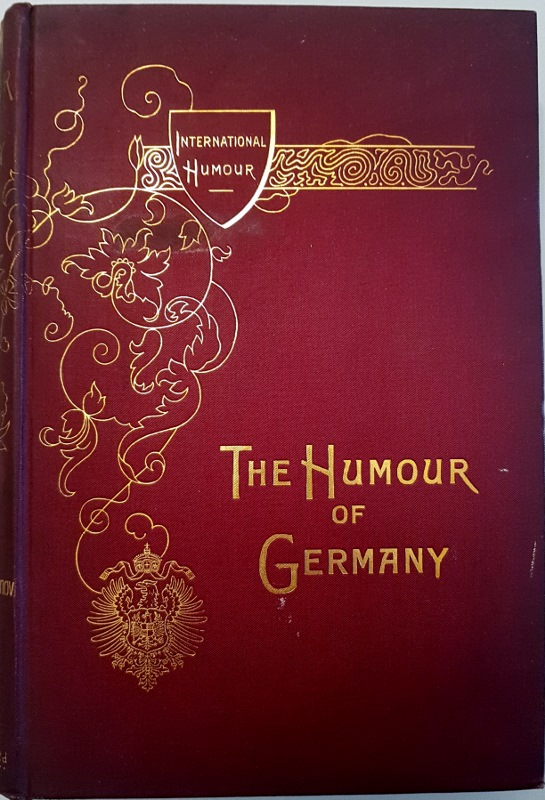 INTERNATIONAL
HUMOUR
THE HUMOUR
OF
GERMANY